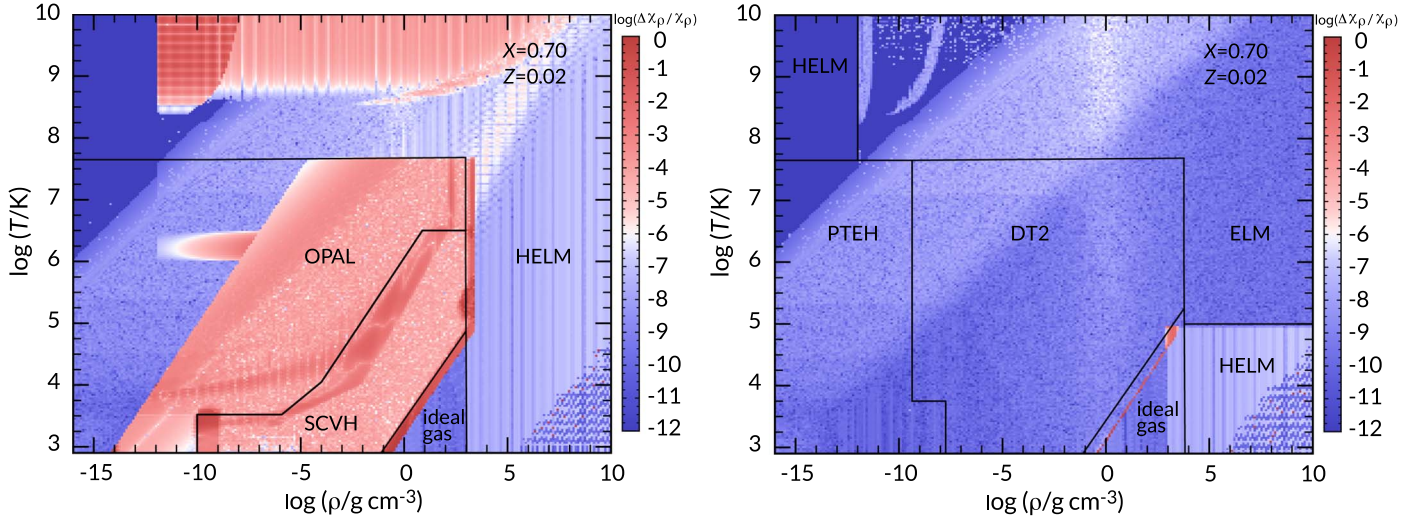 log(Δχρ/χρ)
10
9
8
7
6
5
4
3
log (T/K)
-15
-10
-5
0
5
10
log (ρ/g cm-3)
X=0.70
Z=0.02
OPAL
HELM
SCVH
ideal
gas
0
-1
-2
-3
-4
-5
-6
-7
-8
-9
-10
-11
-12
log(Δχρ/χρ)
10
9
8
7
6
5
4
3
log (T/K)
-15
-10
-5
0
5
10
log (ρ/g cm-3)
X=0.70
Z=0.02
HELM
PTEH
DT2
ELM
HELM
ideal
gas
0
-1
-2
-3
-4
-5
-6
-7
-8
-9
-10
-11
-12